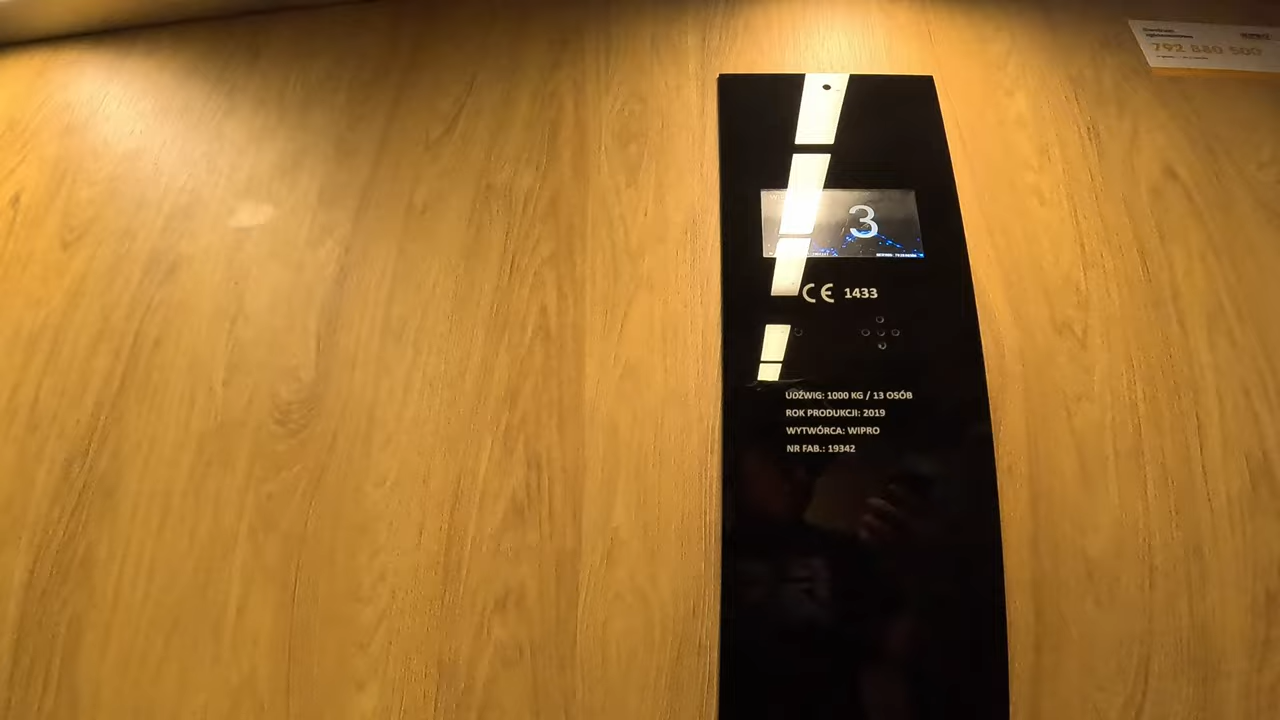 792 880 500
3
CE 1433
UDŹWIG: 1000 KG / 13 OSÓB
ROK PRODUKCJI: 2019
WYTWÓRCA: WIPRO
NR FAB.: 19342